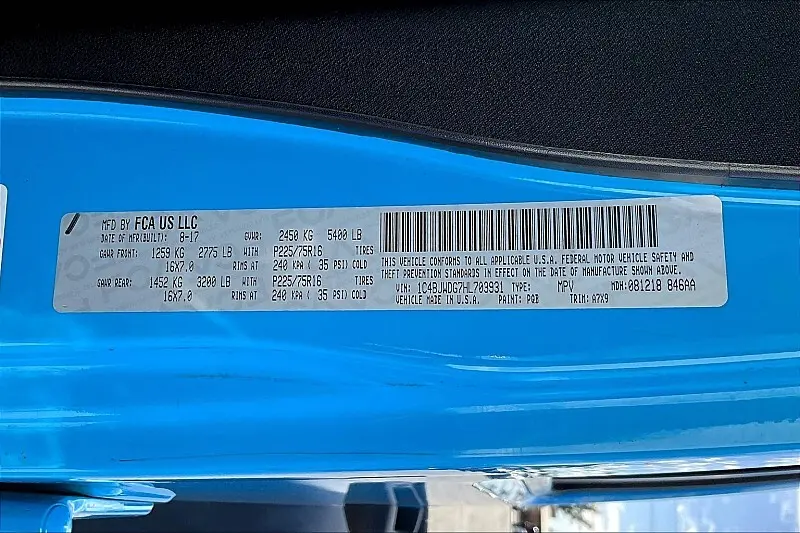 MFD BY FCA US LLC
DATE OF MFR(BUILT): 8-17 GVWR: 2450 KG 5400 LB
GAWR FRONT: 1259 KG 2775 LB WITH P225/75R16 TIRES
16X7.0 RIMS AT 240 KPA ( 35 PSI) COLD
GAWR REAR: 1452 KG 3200 LB WITH P225/75R16 TIRES
16X7.0 RIMS AT 240 KPA ( 35 PSI) COLD
THIS VEHICLE CONFORMS TO ALL APPLICABLE U.S.A. FEDERAL MOTOR VEHICLE SAFETY AND
THEFT PREVENTION STANDARDS IN EFFECT ON THE DATE OF MANUFACTURE SHOWN ABOVE.
VIN: 1C4BJWDG7HL703931 TYPE: MPV MDH: 081218 846AA
VEHICLE MADE IN U.S.A. PAINT: PQB TRIM: A7X9